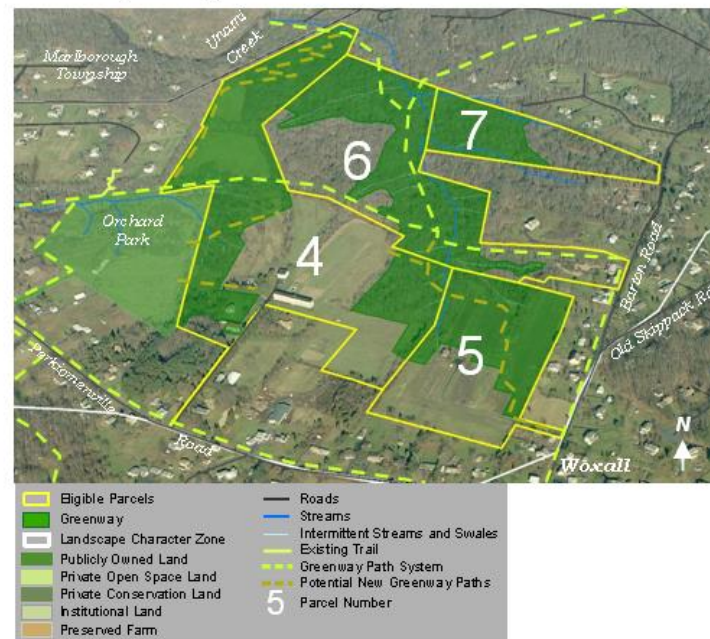 Unami
Creek
Marlborough
Township
7
6
Orchard
Park
4
Barton Road
Old Skippack Rd
5
Perkiomenville
Road
N
Woxall
Eligible Parcels
Greenway
Landscape Character Zone
Publicly Owned Land
Private Open Space Land
Private Conservation Land
Institutional Land
Preserved Farm
Roads
Streams
Intermittent Streams and Swales
Existing Trail
Greenway Path System
Potential New Greenway Paths
5 Parcel Number